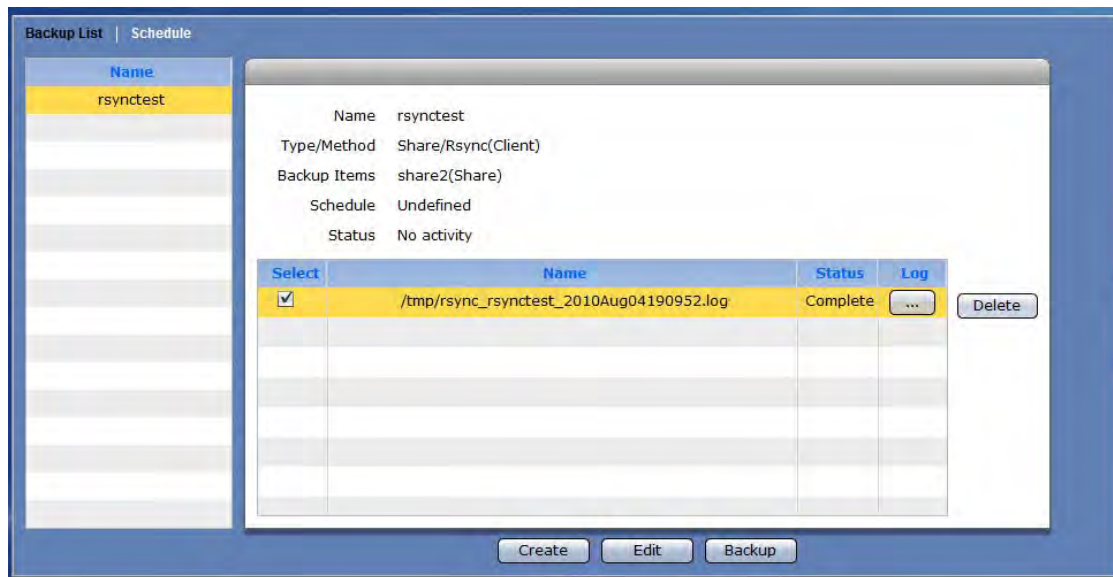 Backup List | Schedule
Name
rsynctest
Name rsynctest
Type/Method Share/Rsync(Client)
Backup Items share2(Share)
Schedule Undefined
Status No activity
Select Name Status Log
/tmp/rsync_rsynctest_2010Aug04190952.log Complete ...
Delete
Create Edit Backup